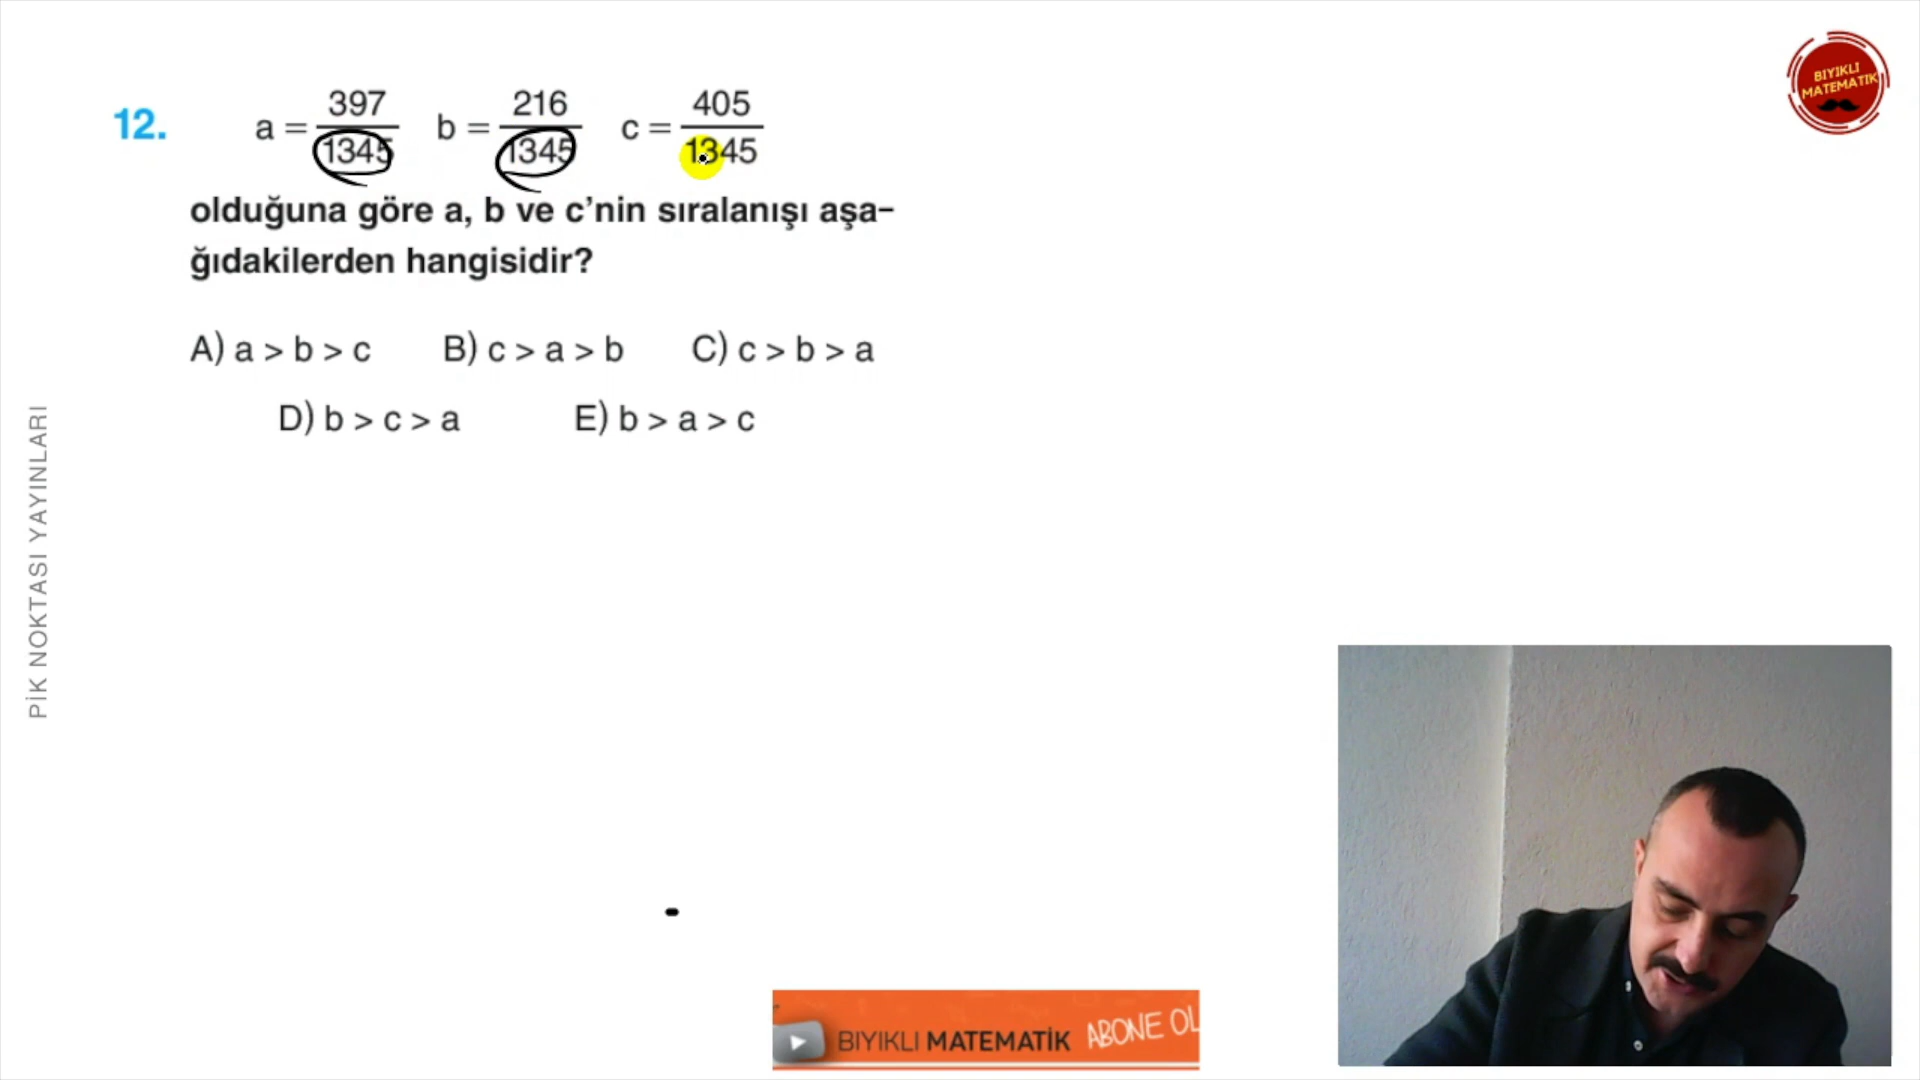 BIYIKLI
MATEMATİK
12. a = 397/1345 b = 216/1345 c = 405/1345
olduğuna göre a, b ve c’nin sıralanışı aşa-
ğıdakilerden hangisidir?
A) a > b > c B) c > a > b C) c > b > a
D) b > c > a E) b > a > c
PİK NOKTASI YAYINLARI
BIYIKLI MATEMATİK ABONE OL